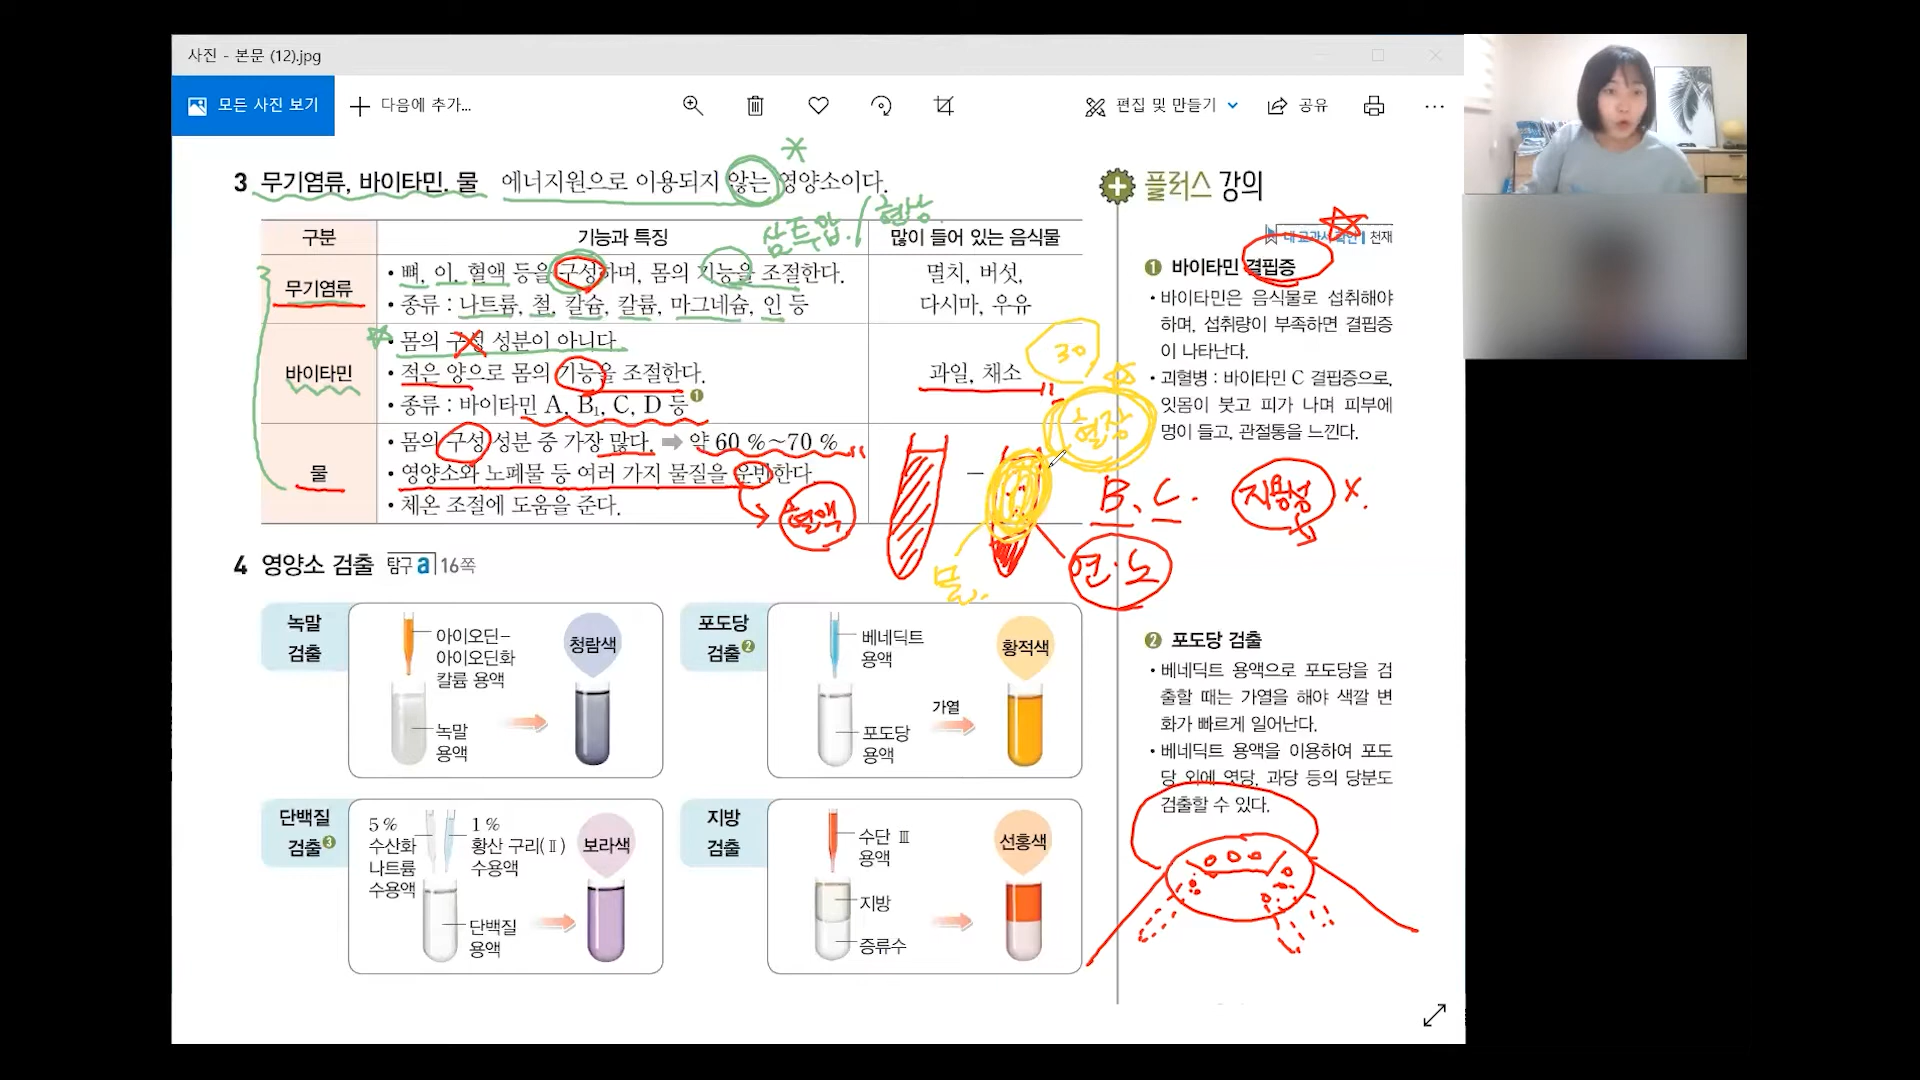 사진 - 본문 (12).jpg
모든 사진 보기
다음에 추가...
편집 및 만들기
공유
3 무기염류, 바이타민, 물 에너지원으로 이용되지 않는 영양소이다.
삼투압 / 현상
구분 기능과 특징 많이 들어 있는 음식물
무기염류
• 뼈, 이, 혈액 등을 구성하며, 몸의 기능을 조절한다.
• 종류 : 나트륨, 철, 칼슘, 칼륨, 마그네슘, 인 등
멸치, 버섯,
다시마, 우유
바이타민
• 몸의 구성 성분이 아니다.
• 적은 양으로 몸의 기능을 조절한다.
• 종류 : 바이타민 A, B₁, C, D 등❶
과일, 채소
30
혈장
물
• 몸의 구성 성분 중 가장 많다. ➡ 약 60 %~70 %
• 영양소와 노폐물 등 여러 가지 물질을 운반한다.
• 체온 조절에 도움을 준다.
혈액
물
B, C.
지용성 X.
4 영양소 검출 탐구 a 16쪽
녹말
검출
아이오딘-
아이오딘화
칼륨 용액
녹말
용액
청람색
포도당
검출❷
베네딕트
용액
포도당
용액
가열
황적색
단백질
검출❸
5 %
수산화
나트륨
수용액
1 %
황산 구리(Ⅱ)
수용액
단백질
용액
보라색
지방
검출
수단 Ⅲ
용액
지방
증류수
선홍색
플러스 강의
내 교과서 확인 | 천재
❶ 바이타민 결핍증
• 바이타민은 음식물로 섭취해야
하며, 섭취량이 부족하면 결핍증
이 나타난다.
• 괴혈병 : 바이타민 C 결핍증으로,
잇몸이 붓고 피가 나며 피부에
멍이 들고, 관절통을 느낀다.
❷ 포도당 검출
• 베네딕트 용액으로 포도당을 검
출할 때는 가열을 해야 색깔 변
화가 빠르게 일어난다.
• 베네딕트 용액을 이용하여 포도
당 외에 엿당, 과당 등의 당분도
검출할 수 있다.